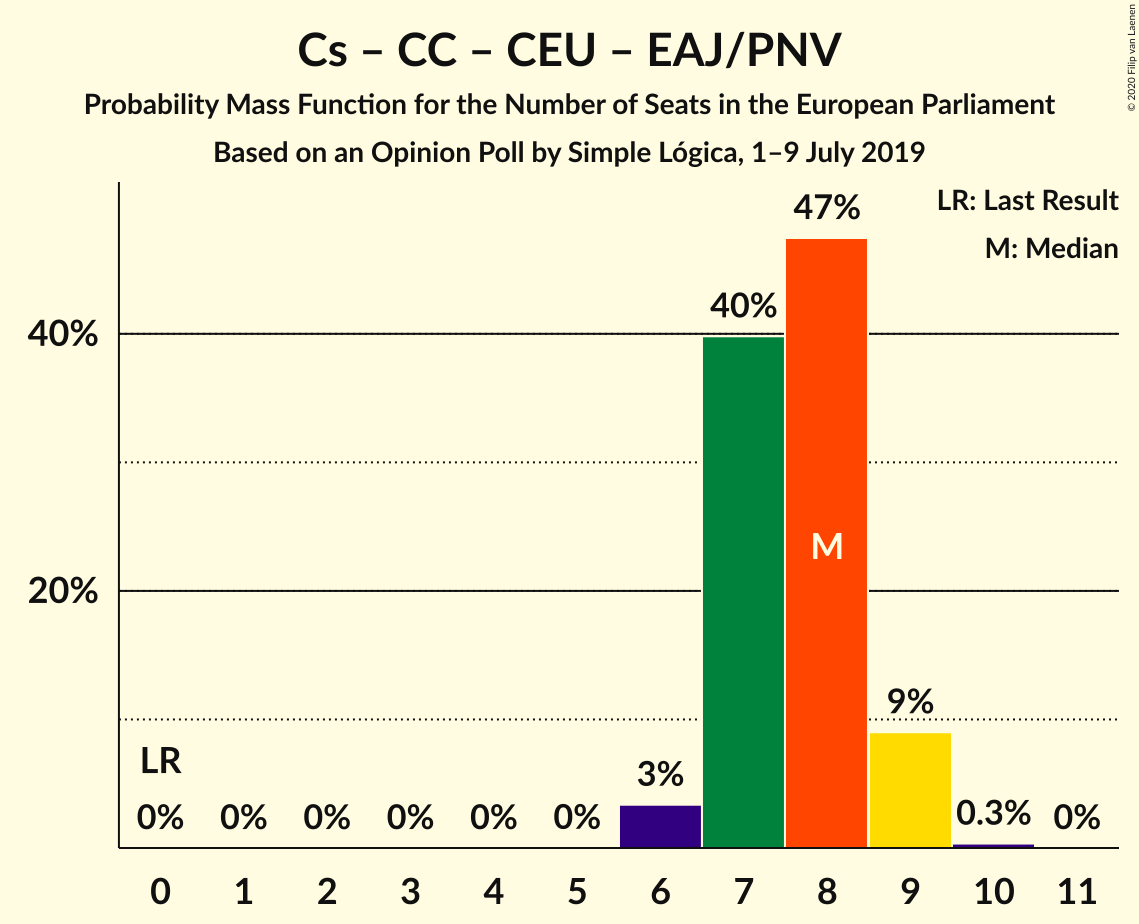 Cs – CC – CEU – EAJ/PNV
Probability Mass Function for the Number of Seats in the European Parliament
Based on an Opinion Poll by Simple Lógica, 1–9 July 2019
© 2020 Filip van Laenen
LR: Last Result
M: Median
47%
40%
40%
M
20%
9%
LR
3%
0% 0% 0% 0% 0% 0% 0.3% 0%
0 1 2 3 4 5 6 7 8 9 10 11